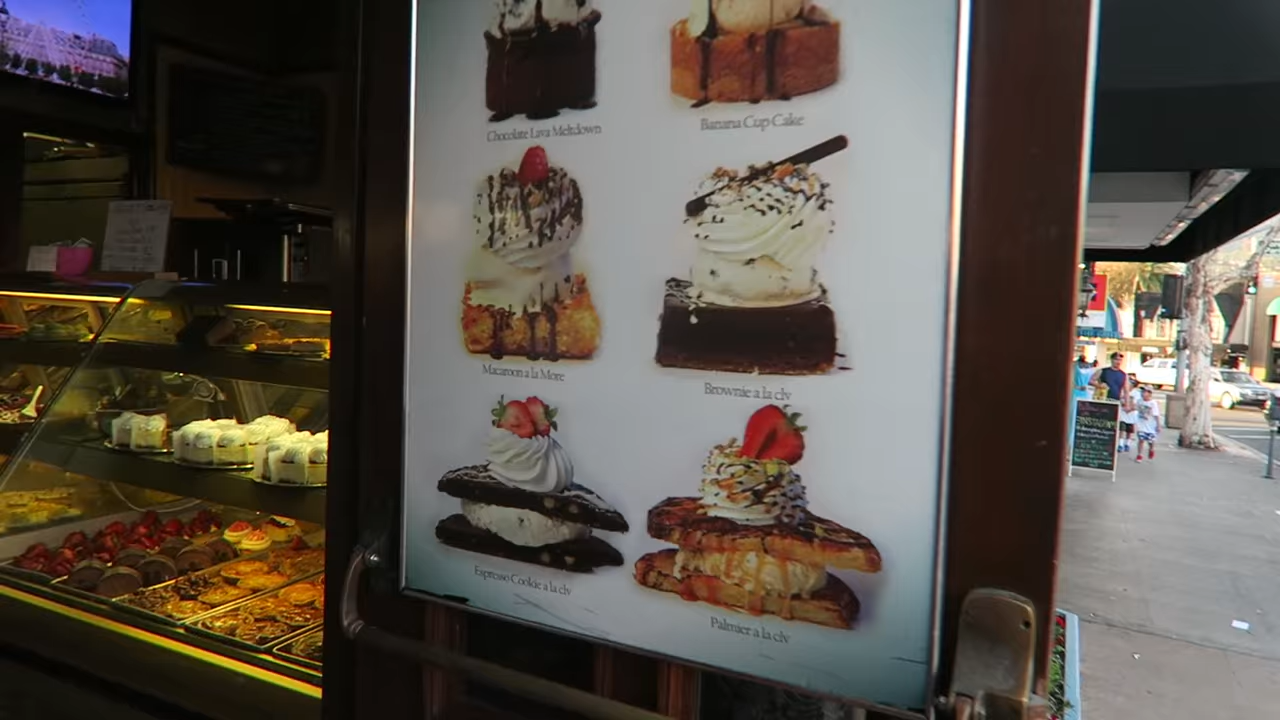 Chocolate Lava Meltdown
Banana Cup Cake
Macaroon a la More
Brownie a la clv
Espresso Cookie a la clv
Palmier a la clv
INSTAGRAM